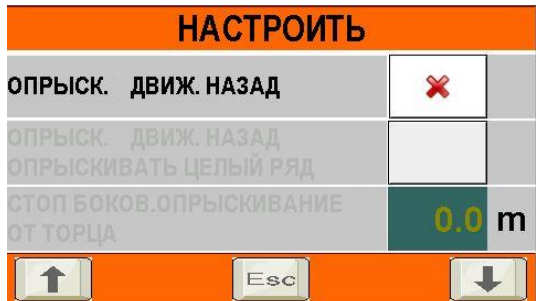 НАСТРОИТЬ
ОПРЫСК. ДВИЖ. НАЗАД
ОПРЫСК. ДВИЖ. НАЗАД
ОПРЫСКИВАТЬ ЦЕЛЫЙ РЯД
СТОП БОКОВ.ОПРЫСКИВАНИЕ
ОТ ТОРЦА
0.0 m
Esc